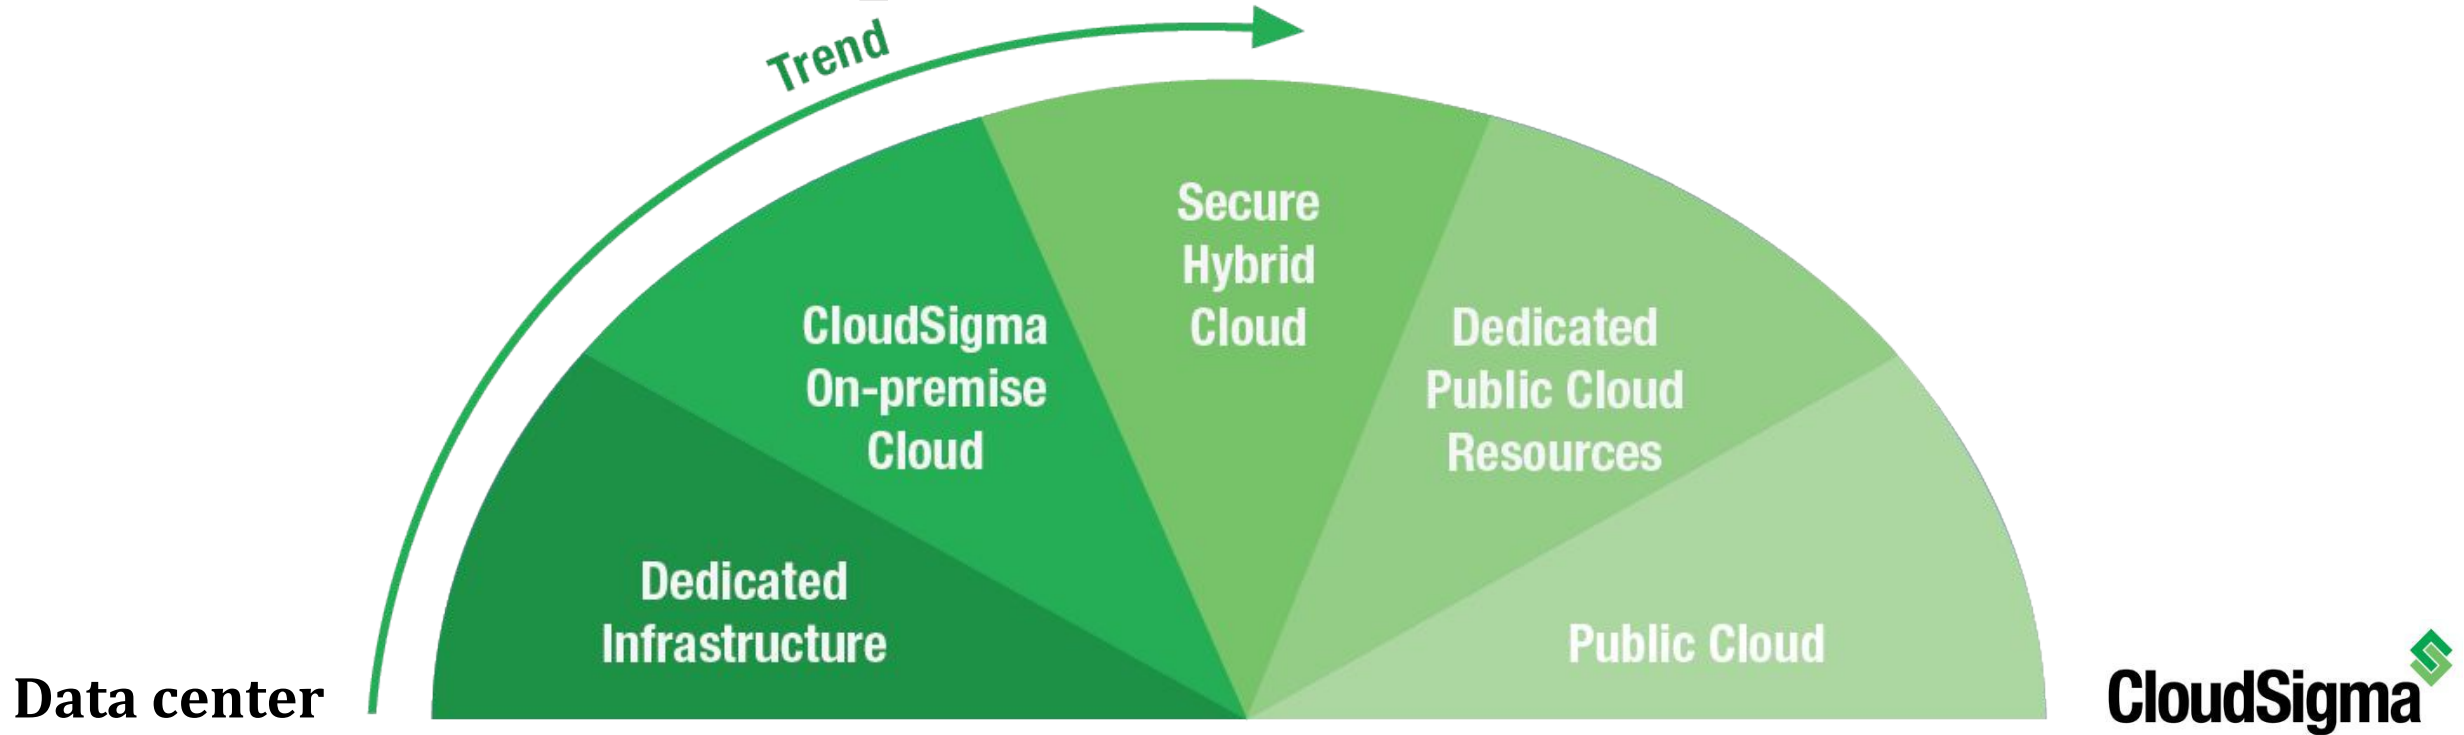 Trend
Secure
Hybrid
Cloud
CloudSigma
On-premise
Cloud
Dedicated
Public Cloud
Resources
Dedicated
Infrastructure
Public Cloud
Data center
CloudSigma